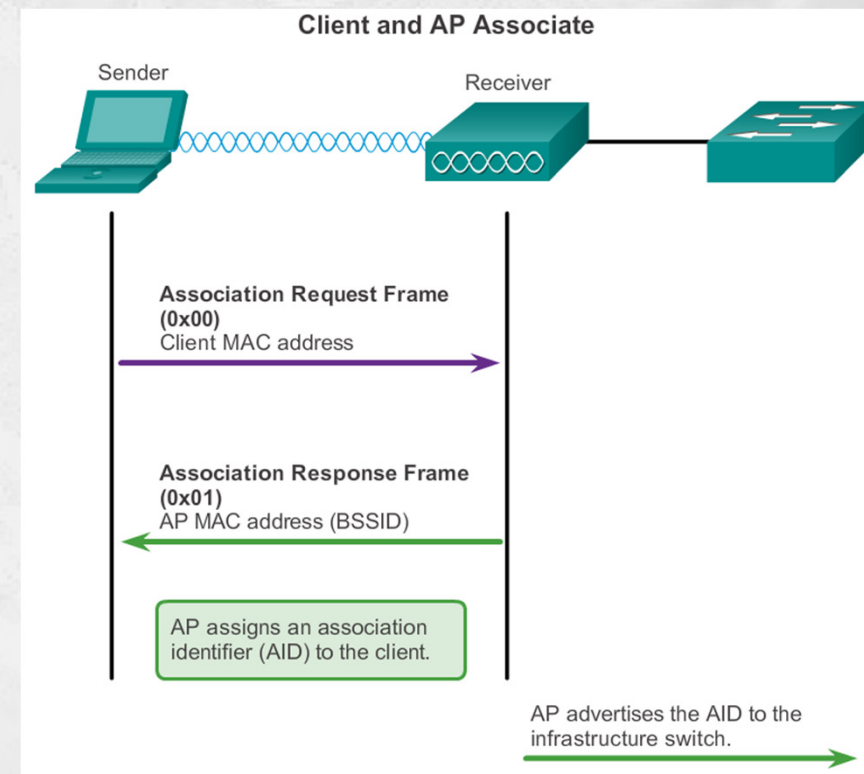 Client and AP Associate
Sender
Receiver
Association Request Frame
(0x00)
Client MAC address
Association Response Frame
(0x01)
AP MAC address (BSSID)
AP assigns an association
identifier (AID) to the client.
AP advertises the AID to the
infrastructure switch.